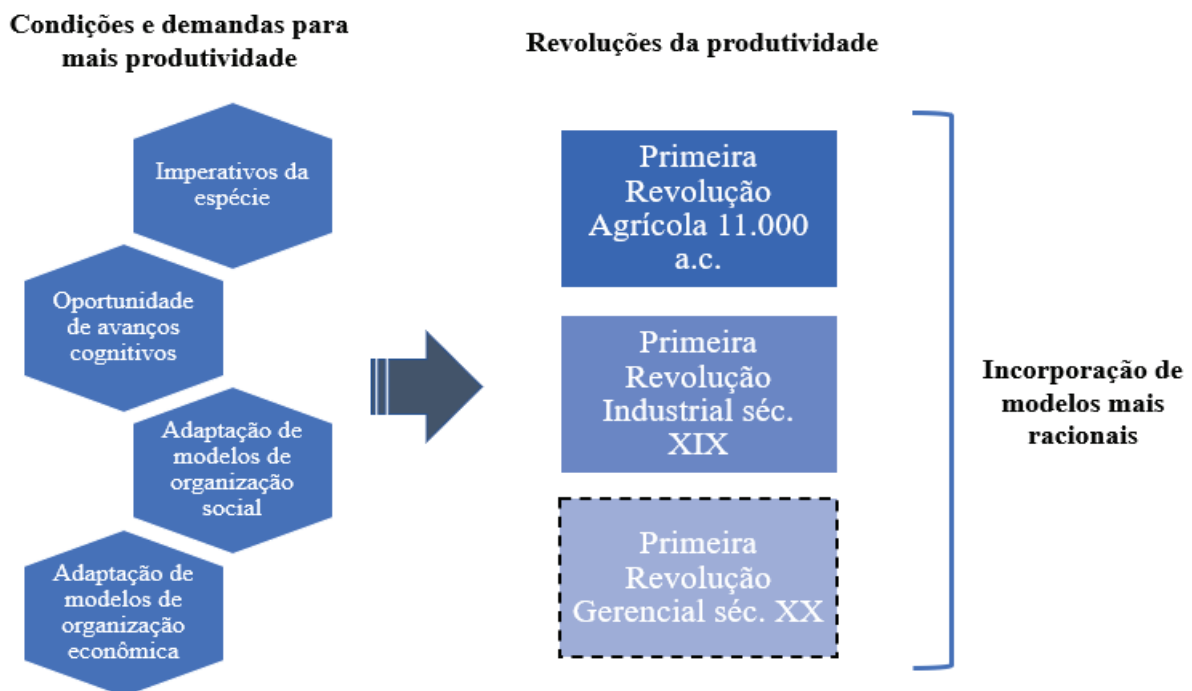 Condições e demandas para
mais produtividade
Imperativos da
espécie
Oportunidade
de avanços
cognitivos
Adaptação de
modelos de
organização
social
Adaptação de
modelos de
organização
econômica
Revoluções da produtividade
Primeira
Revolução
Agrícola 11.000
a.c.
Primeira
Revolução
Industrial séc.
XIX
Primeira
Revolução
Gerencial séc. XX
Incorporação de
modelos mais
racionais